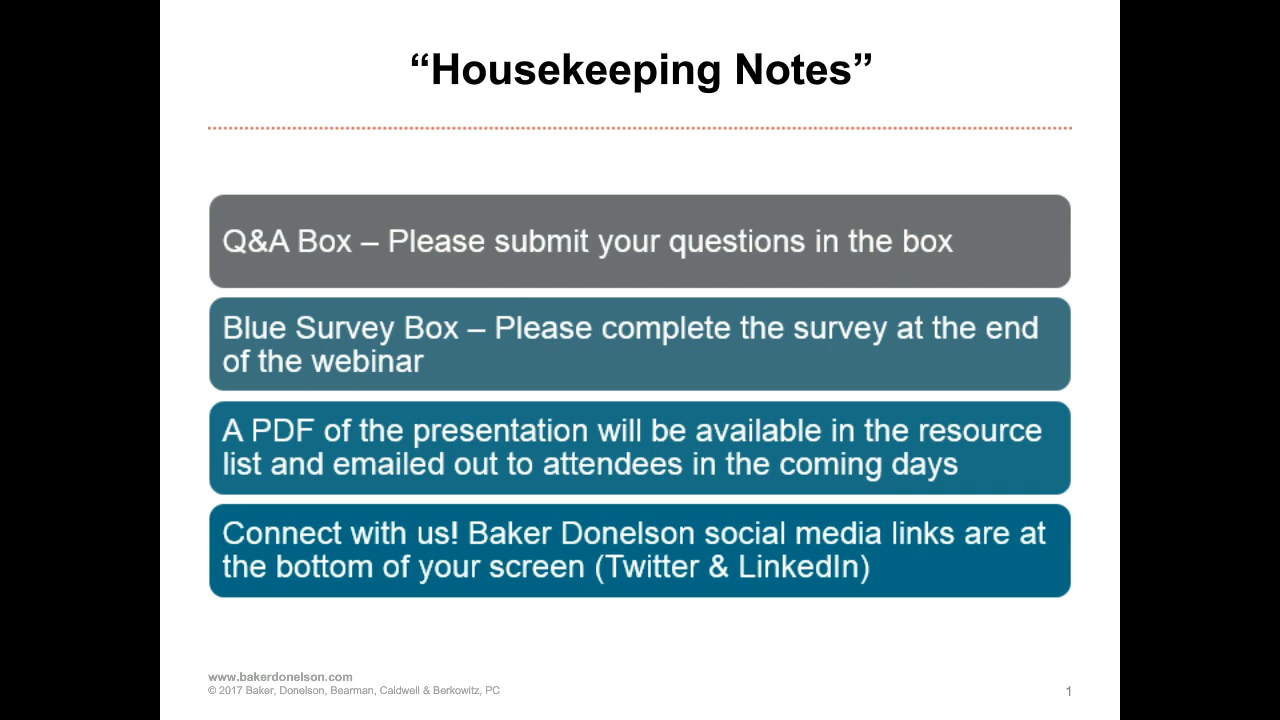 “Housekeeping Notes”
Q&A Box – Please submit your questions in the box
Blue Survey Box – Please complete the survey at the end
of the webinar
A PDF of the presentation will be available in the resource
list and emailed out to attendees in the coming days
Connect with us! Baker Donelson social media links are at
the bottom of your screen (Twitter & LinkedIn)
www.bakerdonelson.com
© 2017 Baker, Donelson, Bearman, Caldwell & Berkowitz, PC
1